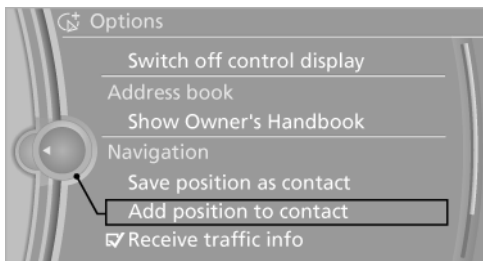 Options
Switch off control display
Address book
Show Owner's Handbook
Navigation
Save position as contact
Add position to contact
Receive traffic info